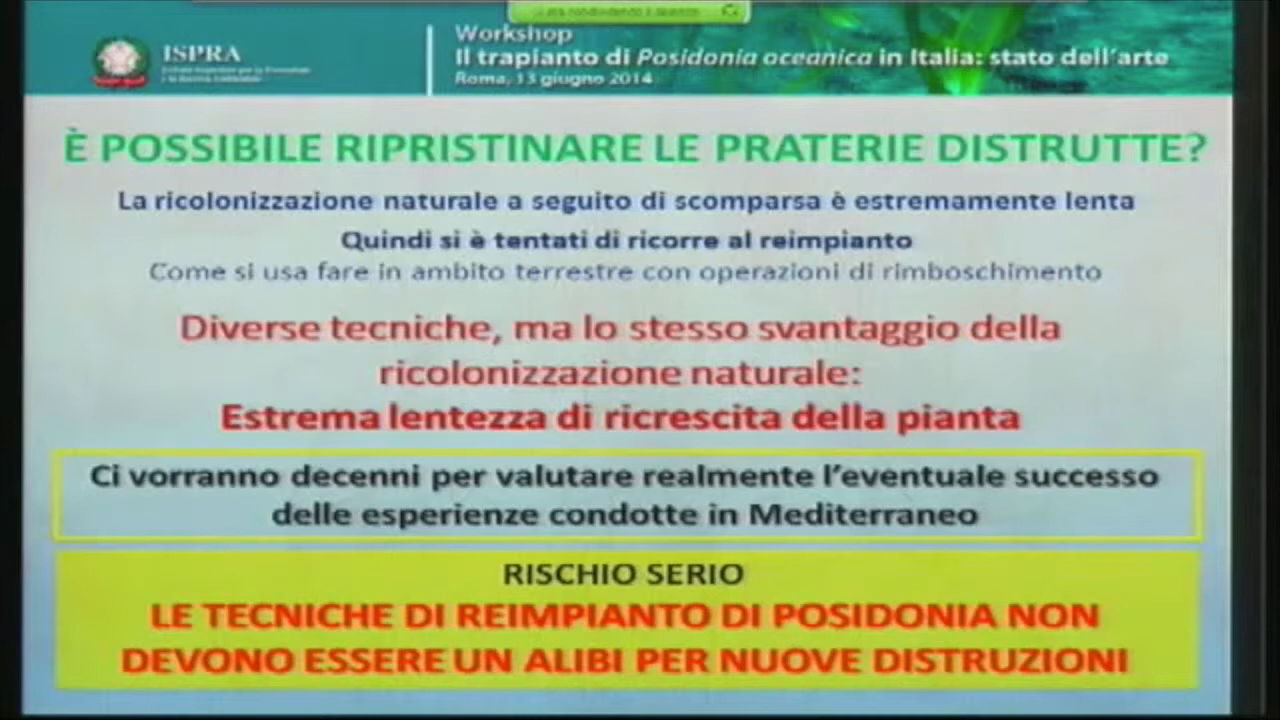 ISPRA
Workshop
Il trapianto di Posidonia oceanica in Italia: stato dell'arte
Roma, 13 giugno 2014
È POSSIBILE RIPRISTINARE LE PRATERIE DISTRUTTE?
La ricolonizzazione naturale a seguito di scomparsa è estremamente lenta
Quindi si è tentati di ricorre al reimpianto
Come si usa fare in ambito terrestre con operazioni di rimboschimento
Diverse tecniche, ma lo stesso svantaggio della
ricolonizzazione naturale:
Estrema lentezza di ricrescita della pianta
Ci vorranno decenni per valutare realmente l'eventuale successo
delle esperienze condotte in Mediterraneo
RISCHIO SERIO
LE TECNICHE DI REIMPIANTO DI POSIDONIA NON
DEVONO ESSERE UN ALIBI PER NUOVE DISTRUZIONI